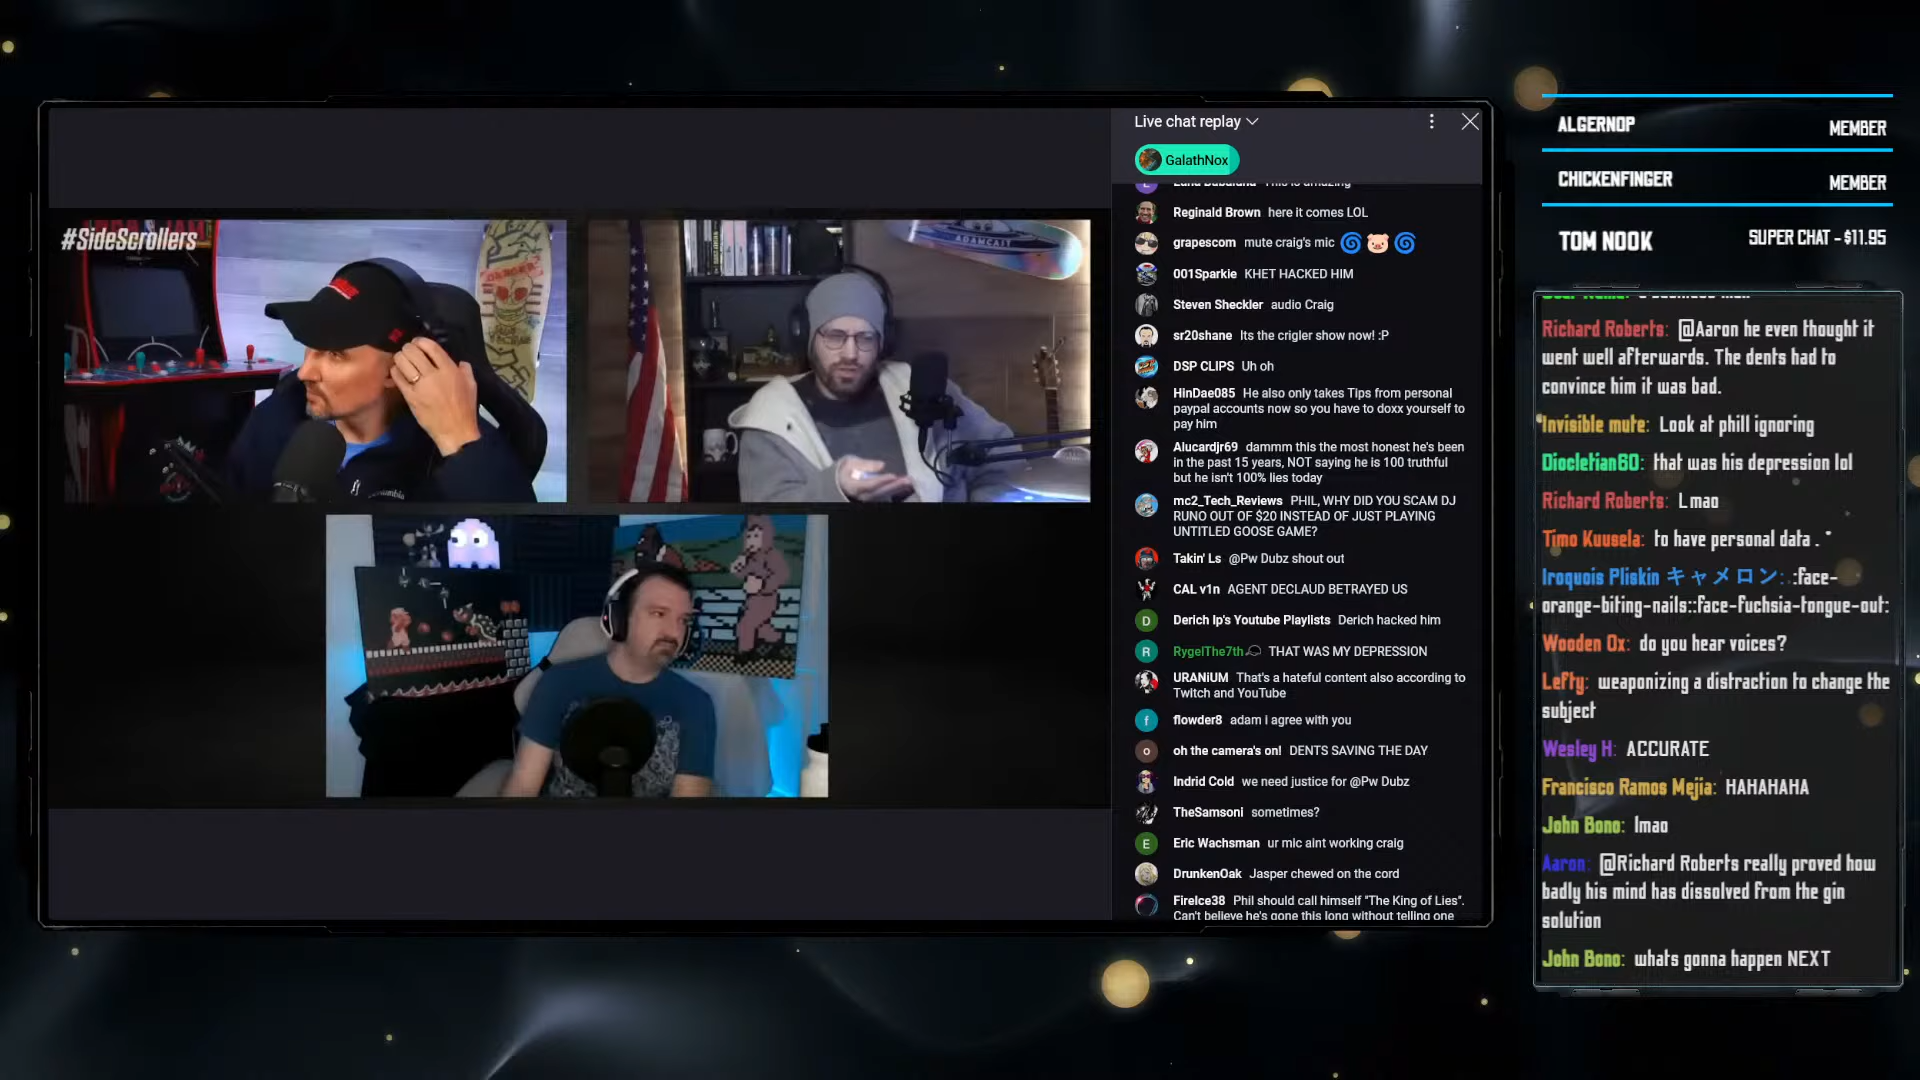 #SideScrollers
ADAMCAST
Live chat replay
GalathNox
This is amazing
Reginald Brown here it comes LOL
grapescom mute craig's mic 🌀 🐷 🌀
001Sparkie KHET HACKED HIM
Steven Sheckler audio Craig
sr20shane Its the crigler show now! :P
DSP CLIPS Uh oh
HinDae085 He also only takes Tips from personal
paypal accounts now so you have to doxx yourself to
pay him
Alucardjr69 dammm this the most honest he's been
in the past 15 years, NOT saying he is 100 truthful
but he isn't 100% lies today
mc2_Tech_Reviews PHIL, WHY DID YOU SCAM DJ
RUNO OUT OF $20 INSTEAD OF JUST PLAYING
UNTITLED GOOSE GAME?
Takin' Ls @Pw Dubz shout out
CAL v1n AGENT DECLAUD BETRAYED US
D
Derich Ip's Youtube Playlists Derich hacked him
R
RygelThe7th THAT WAS MY DEPRESSION
URANiUM That's a hateful content also according to
Twitch and YouTube
f
flowder8 adam i agree with you
o
oh the camera's on! DENTS SAVING THE DAY
Indrid Cold we need justice for @Pw Dubz
TheSamsoni sometimes?
E
Eric Wachsman ur mic aint working craig
DrunkenOak Jasper chewed on the cord
FireIce38 Phil should call himself "The King of Lies".
Can't believe he's gone this long without telling one
ALGERNOP MEMBER
CHICKENFINGER MEMBER
TOM NOOK SUPER CHAT - $11.95
Richard Roberts: @Aaron he even thought it
went well afterwards. The dents had to
convince him it was bad.
Invisible mute: Look at phill ignoring
Diocletian60: that was his depression lol
Richard Roberts: Lmao
Timo Kuusela: to have personal data . "
Iroquois Pliskin キャメロン: :face-
orange-biting-nails::face-fuchsia-tongue-out:
Wooden Ox: do you hear voices?
Lefty: weaponizing a distraction to change the
subject
Wesley H: ACCURATE
Francisco Ramos Mejia: HAHAHAHA
John Bono: lmao
Aaron: @Richard Roberts really proved how
badly his mind has dissolved from the gin
solution
John Bono: whats gonna happen NEXT